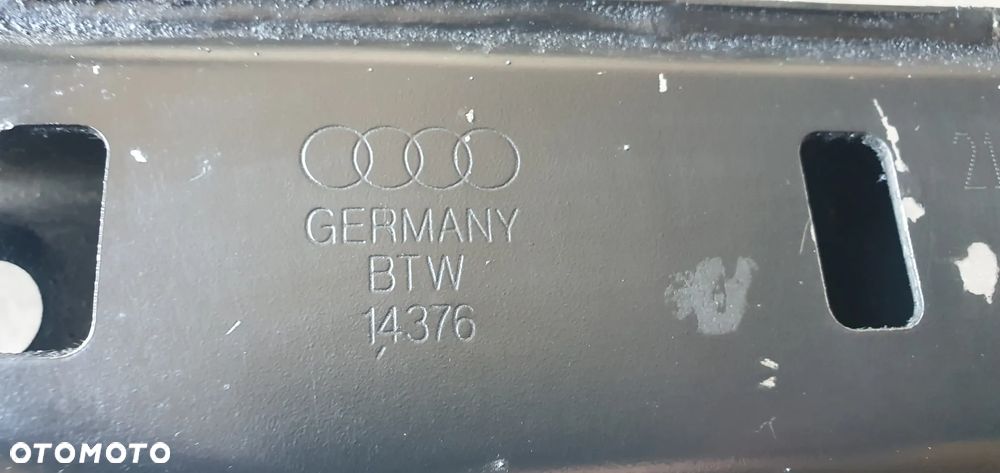 GERMANY
BTW
14376
OTOMOTO